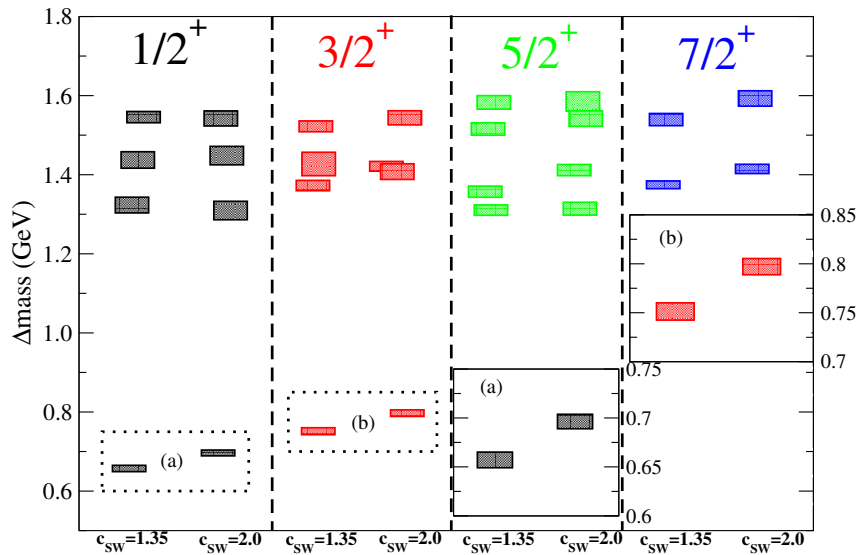 1/2⁺ 3/2⁺ 5/2⁺ 7/2⁺
Δmass (GeV)
1.8
1.6
1.4
1.2
1.0
0.8
0.6
(a)
(b)
(a)
0.75
0.7
0.65
0.6
(b)
0.85
0.8
0.75
0.7
c_SW=1.35 c_SW=2.0 c_SW=1.35 c_SW=2.0 c_SW=1.35 c_SW=2.0 c_SW=1.35 c_SW=2.0